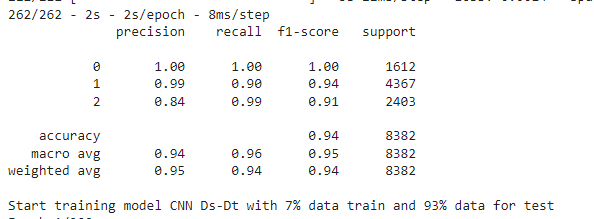 262/262 - 2s - 2s/epoch - 8ms/step
precision recall f1-score support
0 1.00 1.00 1.00 1612
1 0.99 0.90 0.94 4367
2 0.84 0.99 0.91 2403
accuracy 0.94 8382
macro avg 0.94 0.96 0.95 8382
weighted avg 0.95 0.94 0.94 8382
Start training model CNN Ds-Dt with 7% data train and 93% data for test